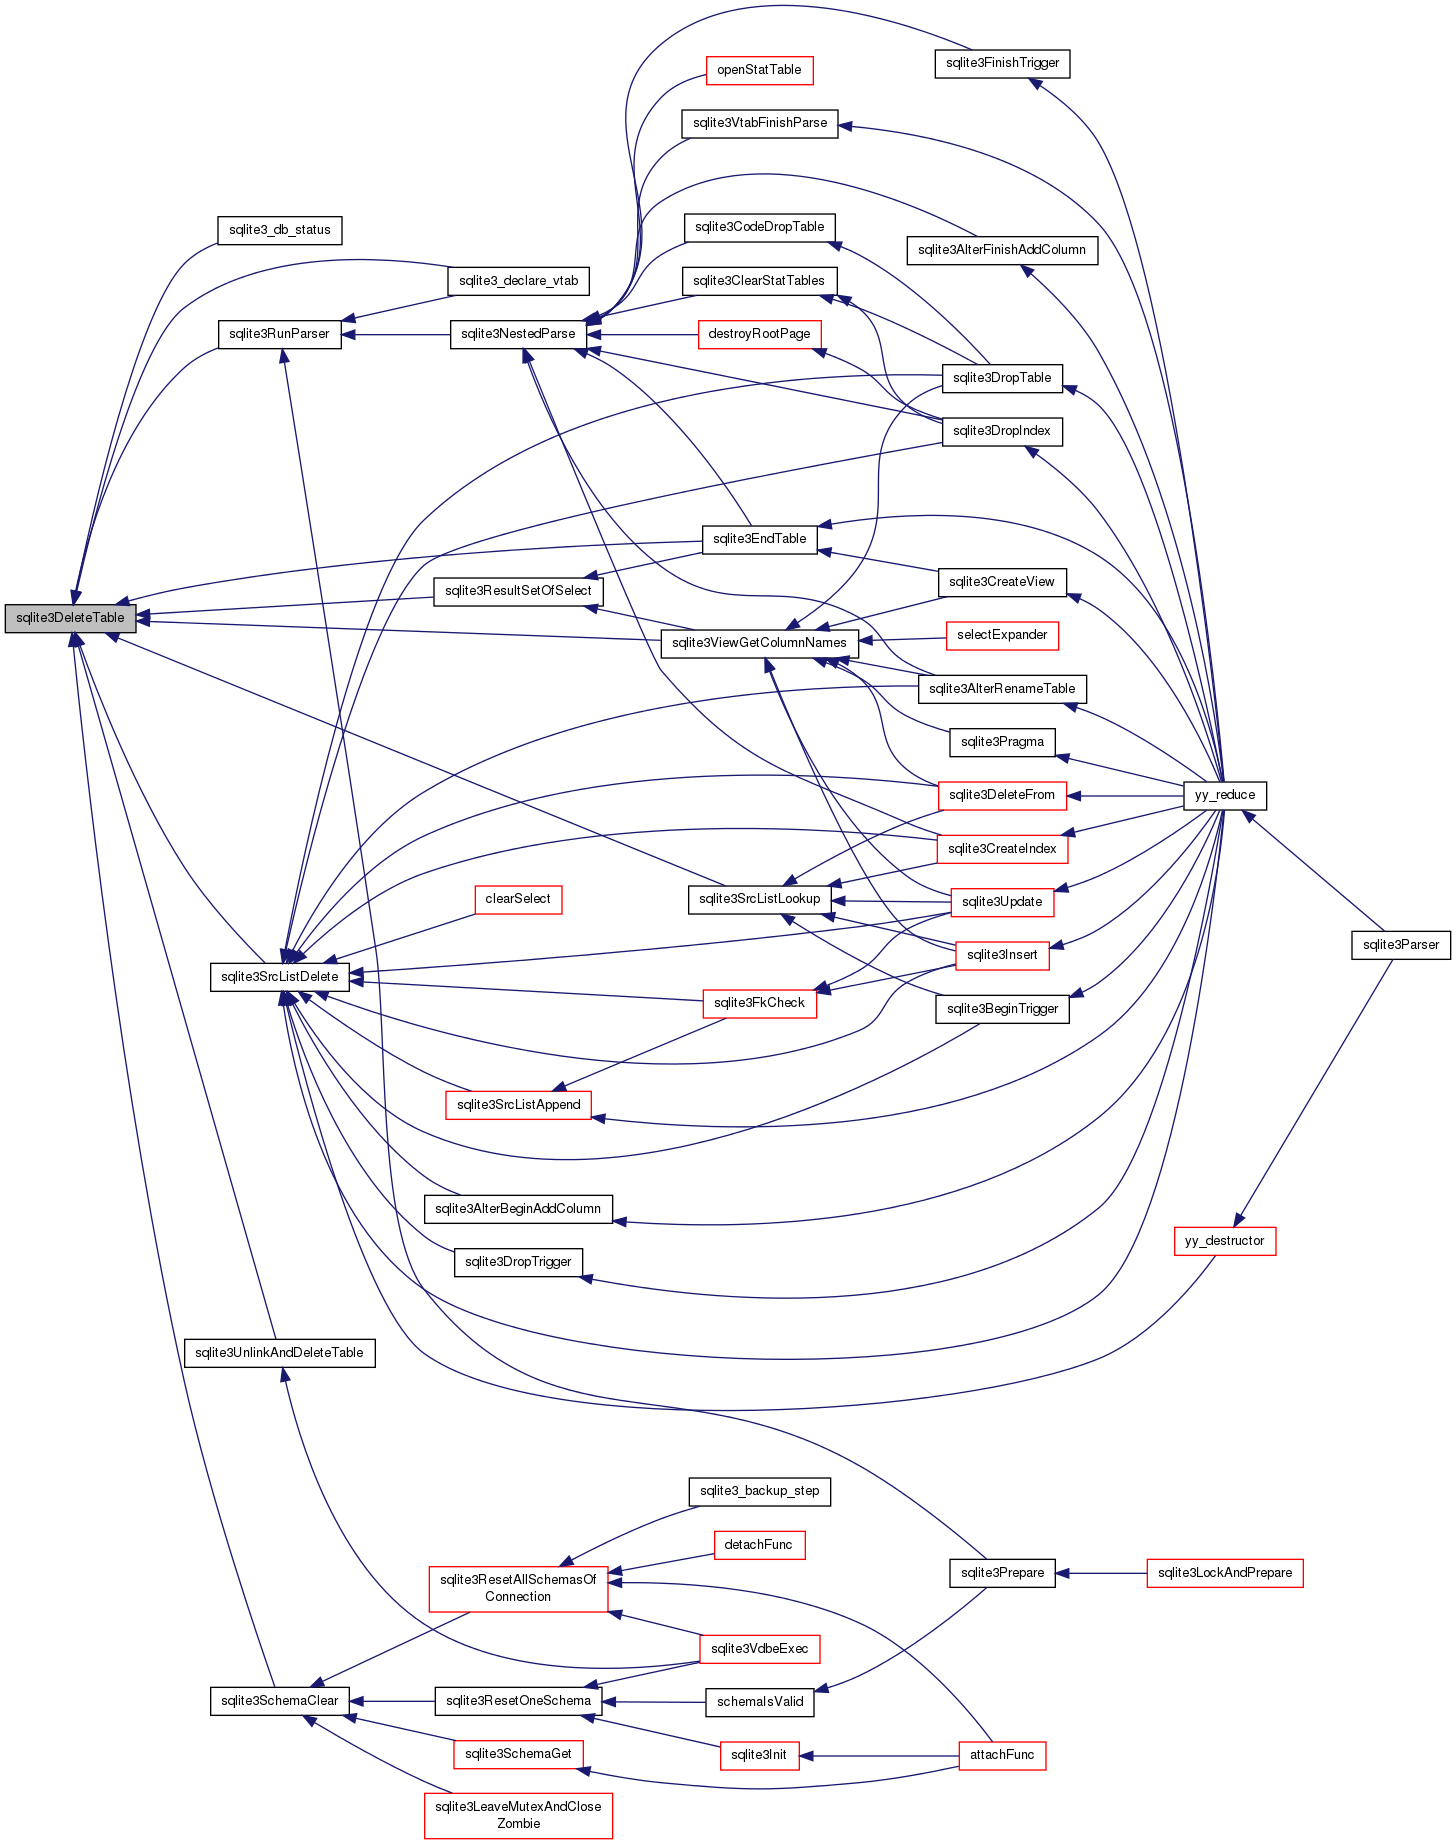 sqlite3FinishTrigger
openStatTable
sqlite3VtabFinishParse
sqlite3_db_status
sqlite3CodeDropTable
sqlite3AlterFinishAddColumn
sqlite3_declare_vtab
sqlite3ClearStatTables
sqlite3RunParser
sqlite3NestedParse
destroyRootPage
sqlite3DropTable
sqlite3DropIndex
sqlite3EndTable
sqlite3CreateView
sqlite3ResultSetOfSelect
sqlite3DeleteTable
sqlite3ViewGetColumnNames
selectExpander
sqlite3AlterRenameTable
sqlite3Pragma
sqlite3DeleteFrom
yy_reduce
sqlite3CreateIndex
clearSelect
sqlite3SrcListLookup
sqlite3Update
sqlite3Parser
sqlite3Insert
sqlite3SrcListDelete
sqlite3FkCheck
sqlite3BeginTrigger
sqlite3SrcListAppend
sqlite3AlterBeginAddColumn
yy_destructor
sqlite3DropTrigger
sqlite3UnlinkAndDeleteTable
sqlite3_backup_step
detachFunc
sqlite3ResetAllSchemasOf
Connection
sqlite3Prepare
sqlite3LockAndPrepare
sqlite3VdbeExec
sqlite3SchemaClear
sqlite3ResetOneSchema
schemaIsValid
sqlite3SchemaGet
sqlite3Init
attachFunc
sqlite3LeaveMutexAndClose
Zombie